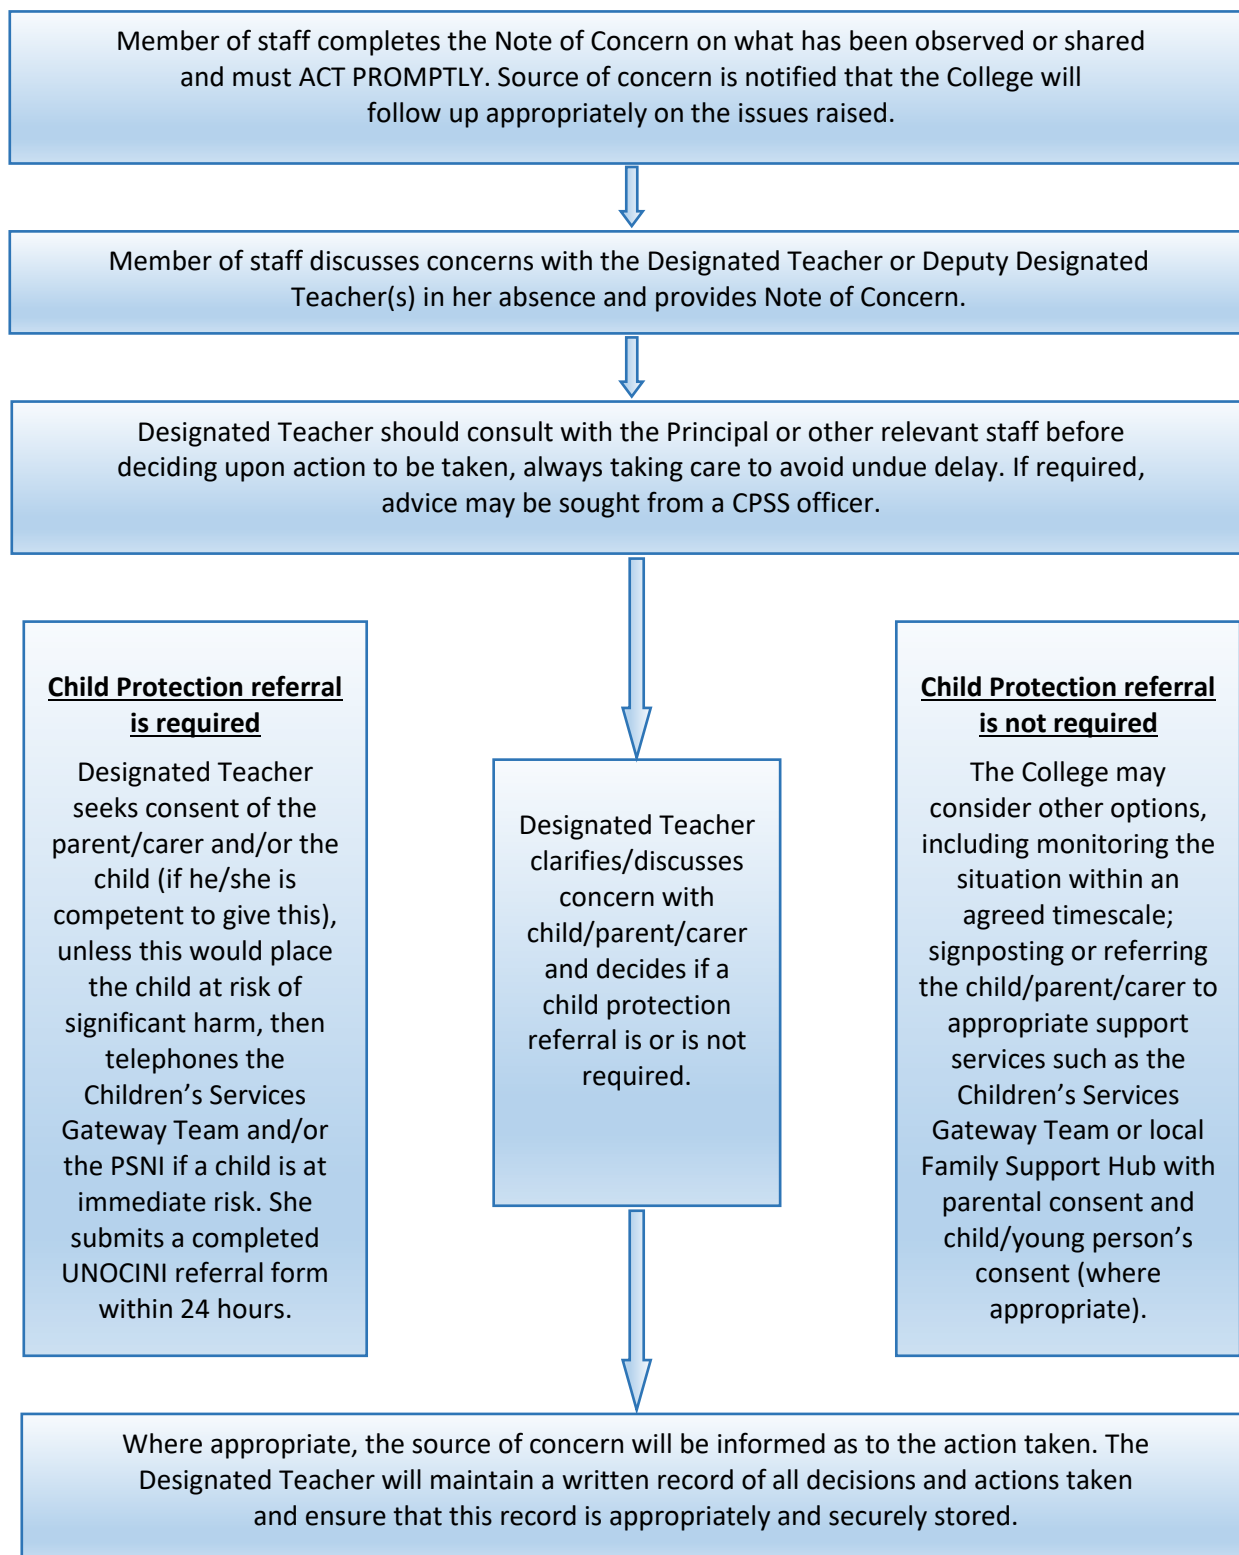 Member of staff completes the Note of Concern on what has been observed or shared
and must ACT PROMPTLY. Source of concern is notified that the College will
follow up appropriately on the issues raised.
Member of staff discusses concerns with the Designated Teacher or Deputy Designated
Teacher(s) in her absence and provides Note of Concern.
Designated Teacher should consult with the Principal or other relevant staff before
deciding upon action to be taken, always taking care to avoid undue delay. If required,
advice may be sought from a CPSS officer.
Child Protection referral
is required
Designated Teacher
seeks consent of the
parent/carer and/or the
child (if he/she is
competent to give this),
unless this would place
the child at risk of
significant harm, then
telephones the
Children’s Services
Gateway Team and/or
the PSNI if a child is at
immediate risk. She
submits a completed
UNOCINI referral form
within 24 hours.
Designated Teacher
clarifies/discusses
concern with
child/parent/carer
and decides if a
child protection
referral is or is not
required.
Child Protection referral
is not required
The College may
consider other options,
including monitoring the
situation within an
agreed timescale;
signposting or referring
the child/parent/carer to
appropriate support
services such as the
Children’s Services
Gateway Team or local
Family Support Hub with
parental consent and
child/young person’s
consent (where
appropriate).
Where appropriate, the source of concern will be informed as to the action taken. The
Designated Teacher will maintain a written record of all decisions and actions taken
and ensure that this record is appropriately and securely stored.